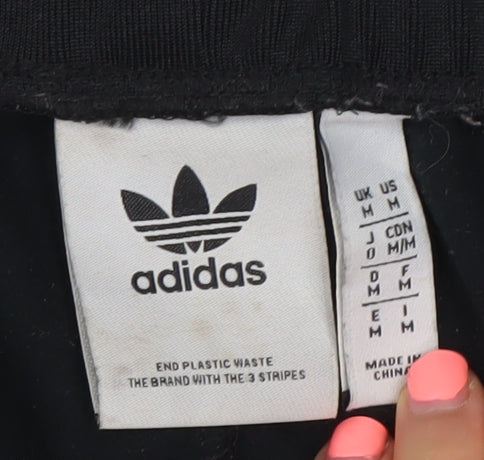 adidas
END PLASTIC WASTE
THE BRAND WITH THE 3 STRIPES
UK US
M M
J CDN
O M/M
D F
M M
E I
M M
MADE IN
CHINA